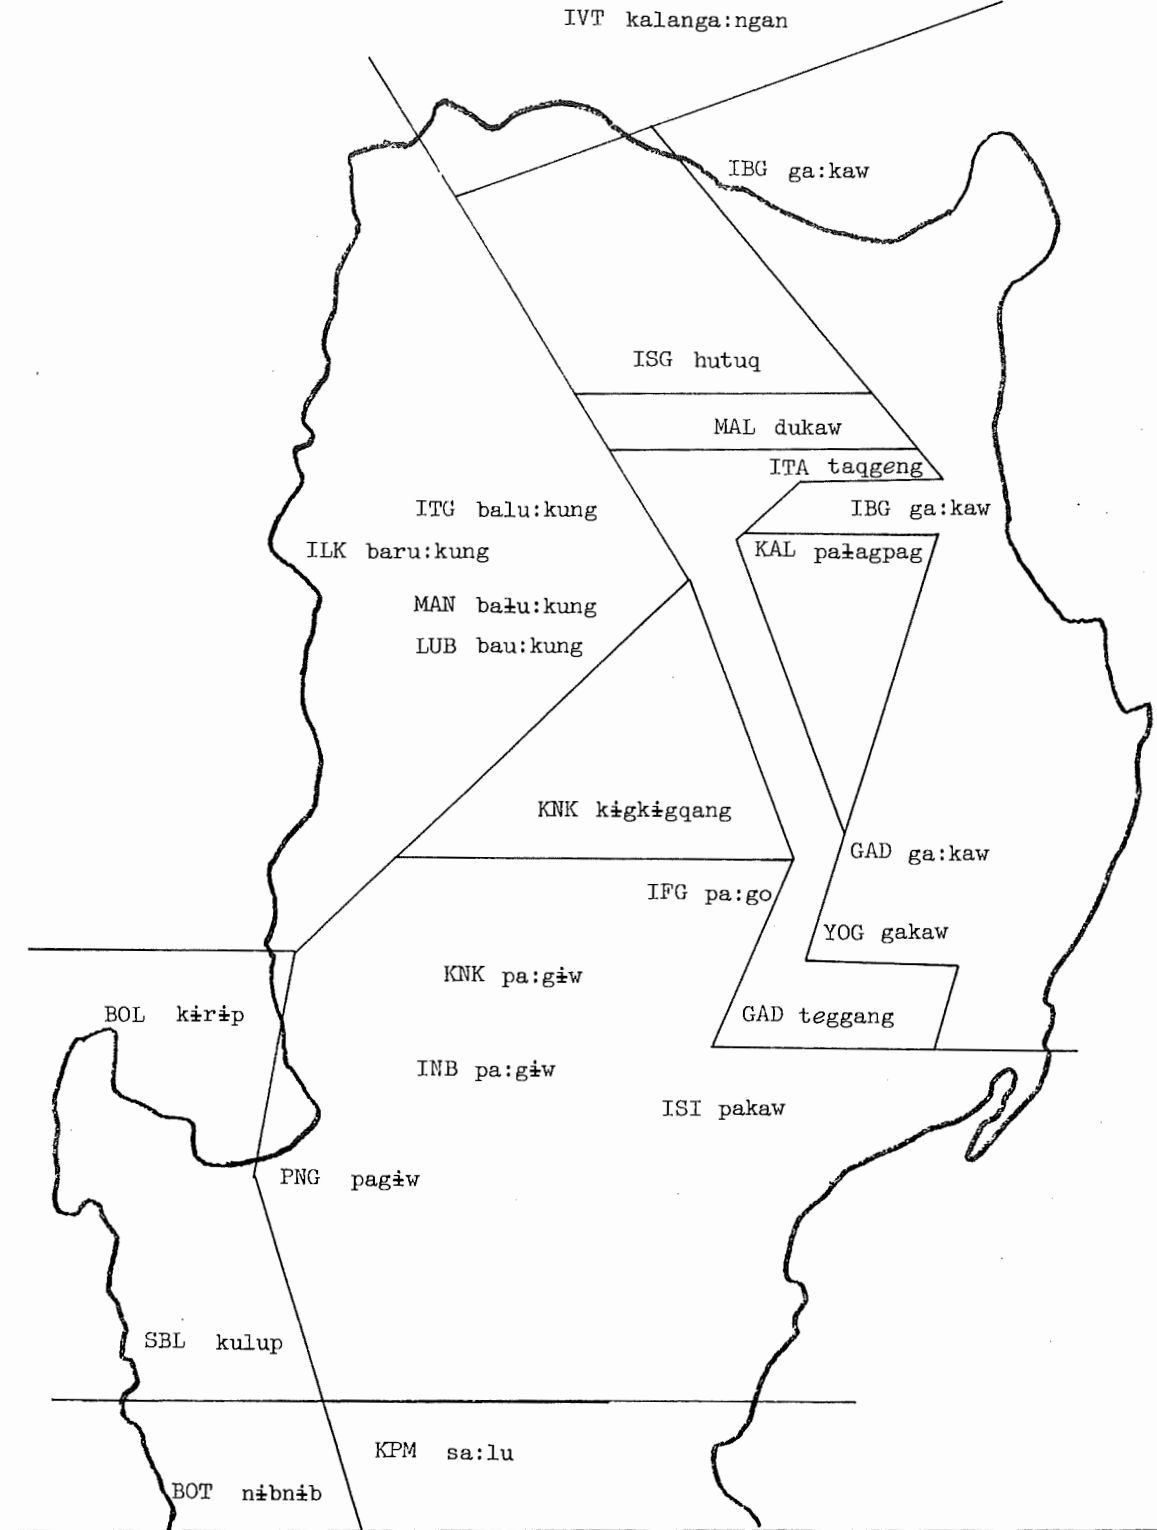 IVT kalanga:ngan
IBG ga:kaw
ISG hutuq
MAL dukaw
ITA taqgeng
ITG balu:kung
IBG ga:kaw
ILK baru:kung
KAL paɫagpag
MAN baɫu:kung
LUB bau:kung
KNK kɨgkɨgqang
GAD ga:kaw
IFG pa:go
YOG gakaw
KNK pa:gɨw
BOL kɨrɨp
GAD teggang
INB pa:gɨw
ISI pakaw
PNG pagɨw
SBL kulup
KPM sa:lu
BOT nɨbnɨb